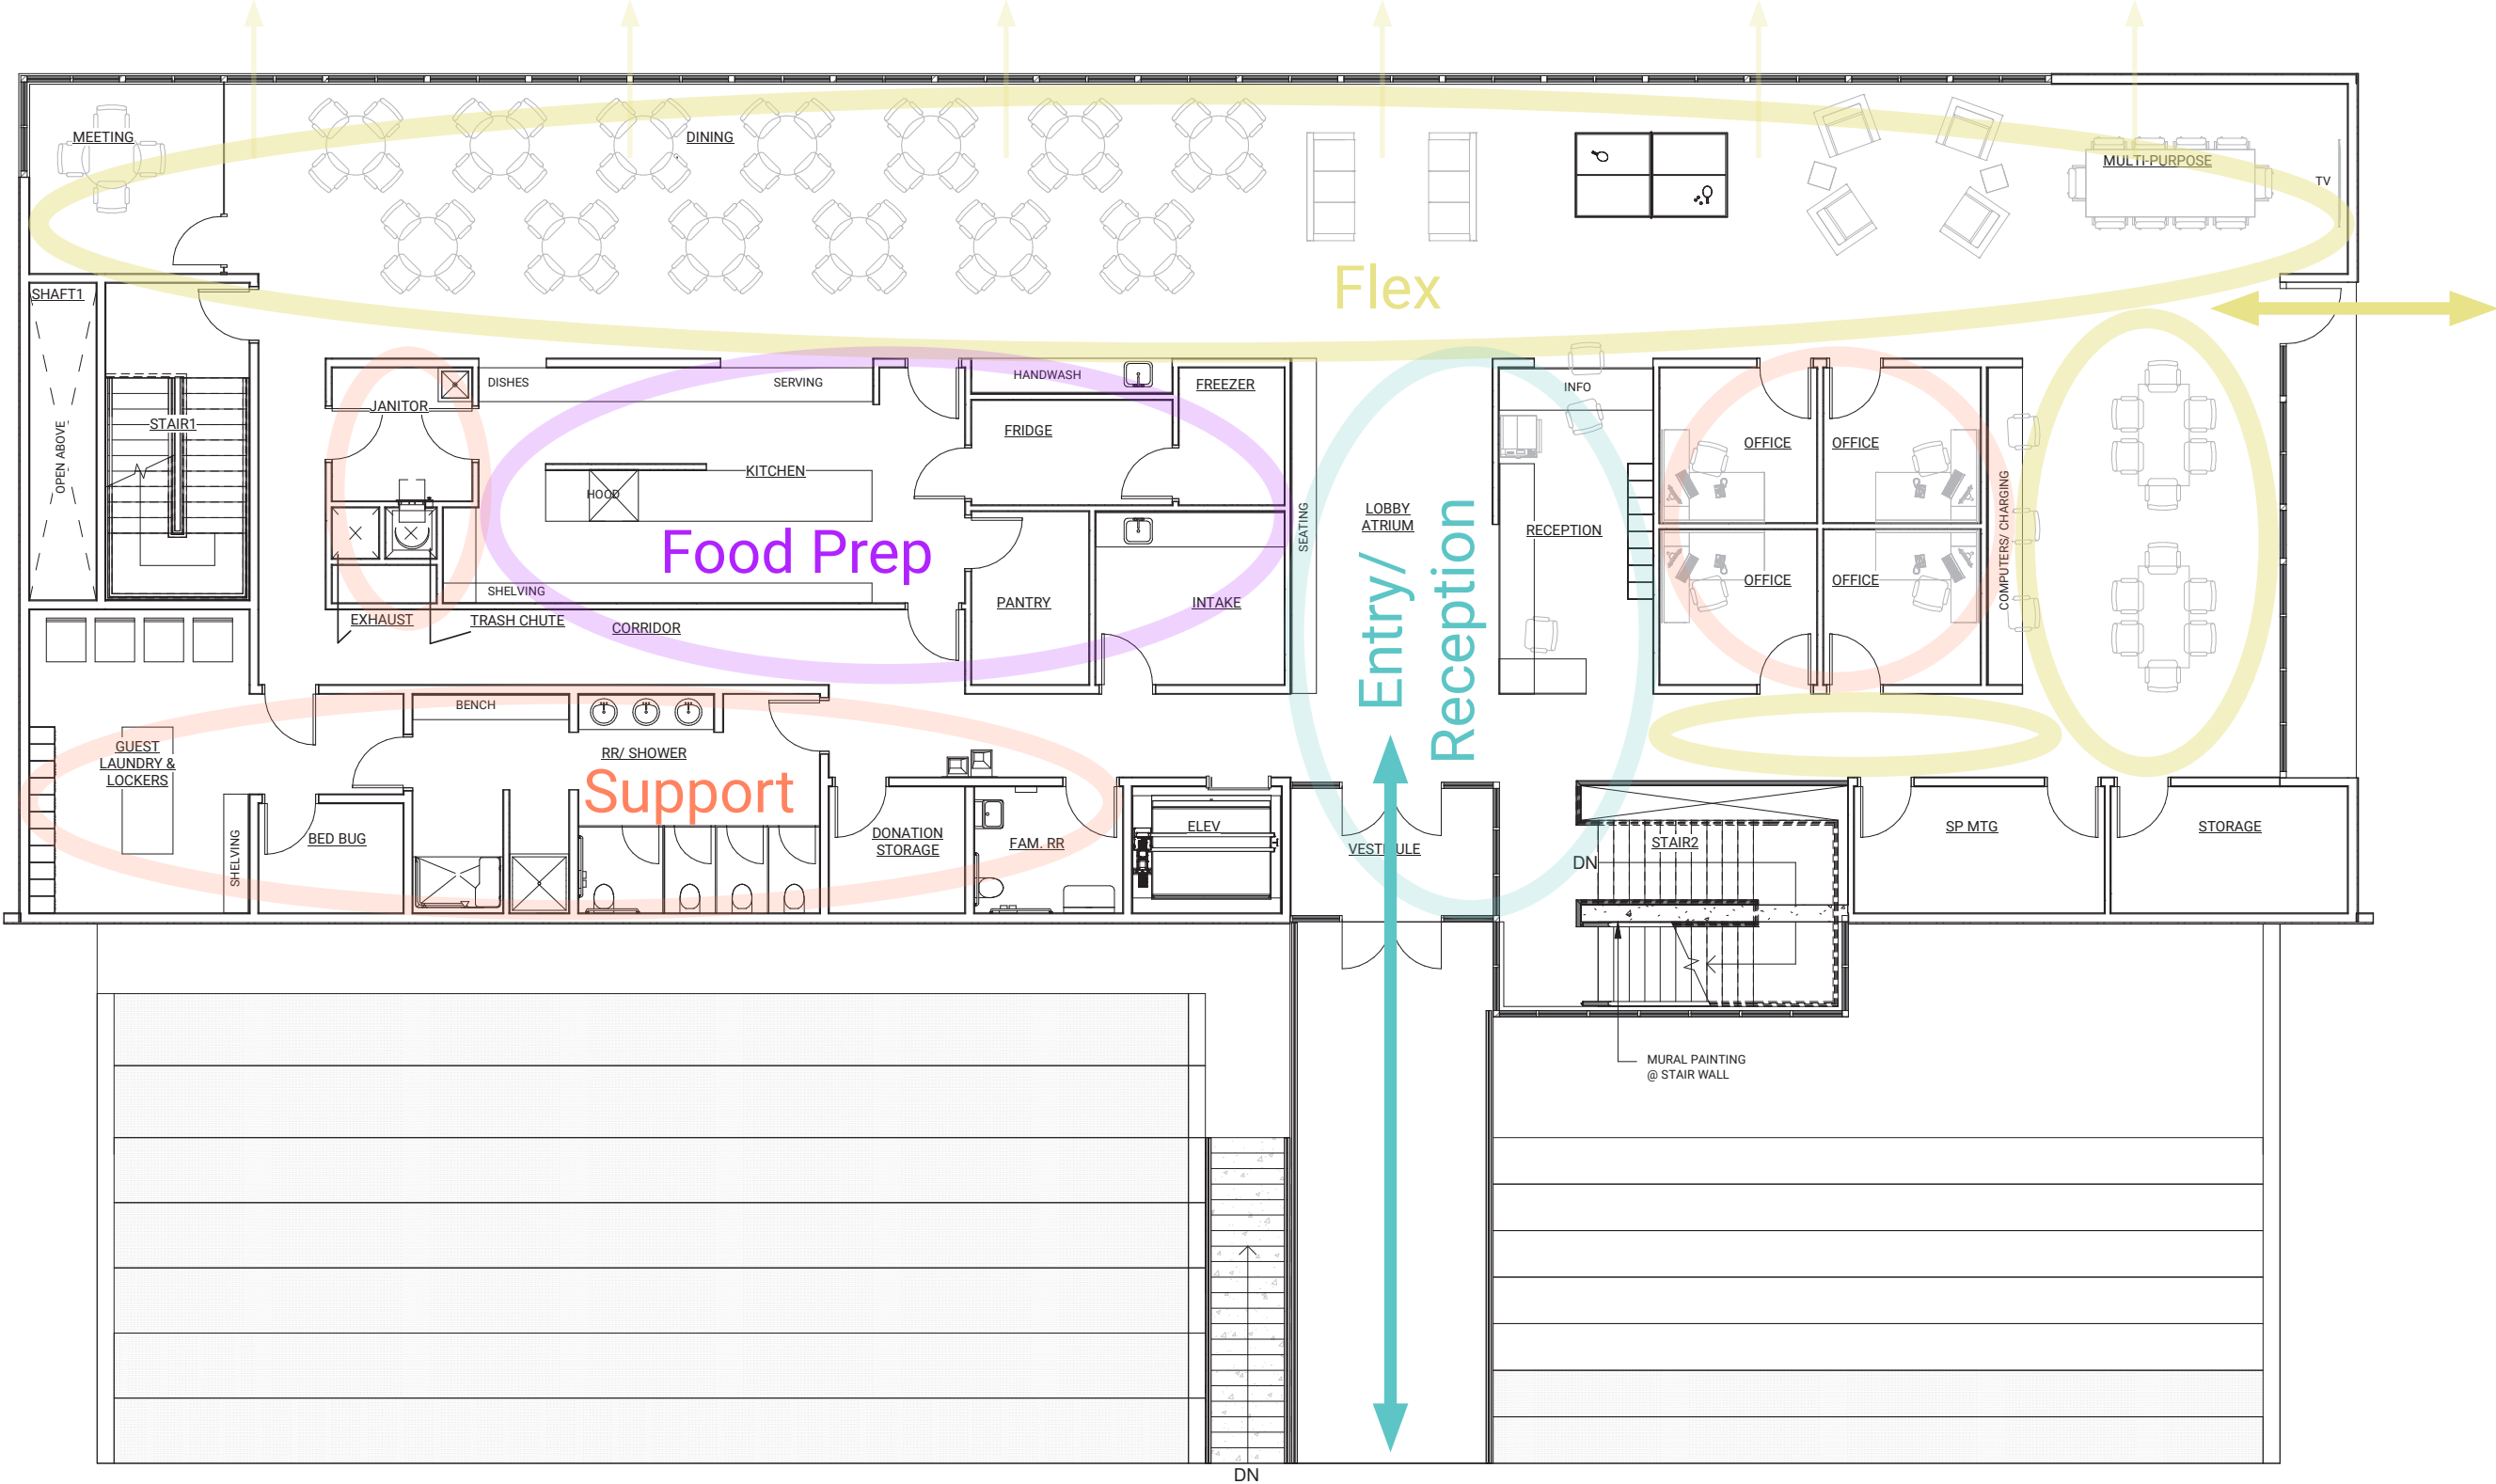 MEETING
DINING
MULTI-PURPOSE
TV
Flex
SHAFT1
OPEN ABOVE
STAIR1
JANITOR
DISHES
SERVING
HANDWASH
FREEZER
FRIDGE
KITCHEN
HOOD
Food Prep
SHELVING
PANTRY
INTAKE
EXHAUST
TRASH CHUTE
CORRIDOR
SEATING
LOBBY
ATRIUM
Entry/
Reception
INFO
RECEPTION
OFFICE
OFFICE
OFFICE
OFFICE
COMPUTERS/ CHARGING
BENCH
GUEST
LAUNDRY &
LOCKERS
RR/ SHOWER
Support
SHELVING
BED BUG
DONATION
STORAGE
FAM. RR
ELEV
VESTIBULE
STAIR2
DN
SP MTG
STORAGE
MURAL PAINTING
@ STAIR WALL
DN